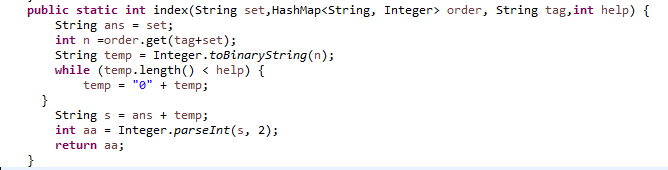 public static int index(String set,HashMap<String, Integer> order, String tag,int help) {
String ans = set;
int n =order.get(tag+set);
String temp = Integer.toBinaryString(n);
while (temp.length() < help) {
temp = "0" + temp;
}
String s = ans + temp;
int aa = Integer.parseInt(s, 2);
return aa;
}